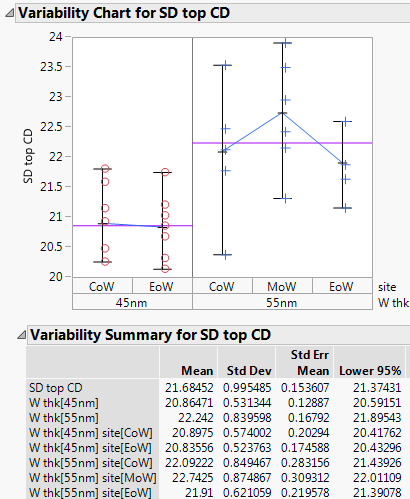 Variability Chart for SD top CD
24
23.5
23
22.5
22
21.5
21
20.5
20
SD top CD
CoW EoW CoW MoW EoW site
45nm 55nm W thk
Variability Summary for SD top CD
Std Err
Mean Std Dev Mean Lower 95%
SD top CD 21.68452 0.995485 0.153607 21.37431
W thk[45nm] 20.86471 0.531344 0.12887 20.59151
W thk[55nm] 22.242 0.839598 0.16792 21.89543
W thk[45nm] site[CoW] 20.8975 0.574002 0.20294 20.41762
W thk[45nm] site[EoW] 20.83556 0.523763 0.174588 20.43296
W thk[55nm] site[CoW] 22.09222 0.849467 0.283156 21.43926
W thk[55nm] site[MoW] 22.7425 0.874867 0.309312 22.01109
W thk[55nm] site[EoW] 21.91 0.621059 0.219578 21.39078